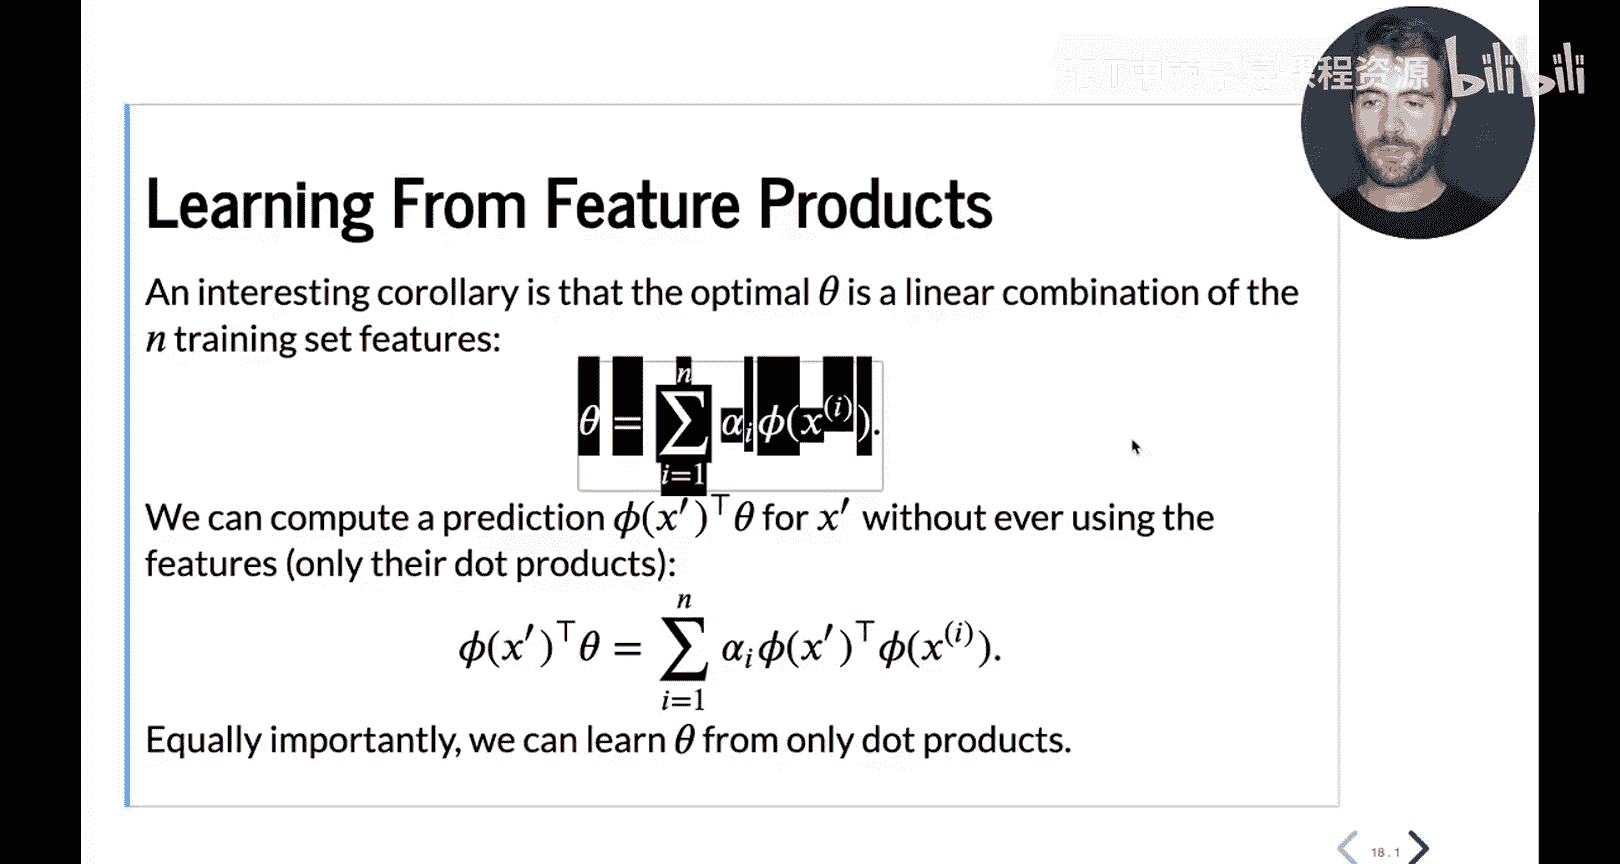 程资源 bilibili
Learning From Feature Products
An interesting corollary is that the optimal θ is a linear combination of the
n training set features:
θ = ∑_{i=1}^{n} α_i ϕ(x^{(i)}).
We can compute a prediction ϕ(x′)^⊤θ for x′ without ever using the
features (only their dot products):
ϕ(x′)^⊤θ = ∑_{i=1}^{n} α_i ϕ(x′)^⊤ϕ(x^{(i)}).
Equally importantly, we can learn θ from only dot products.
18.1